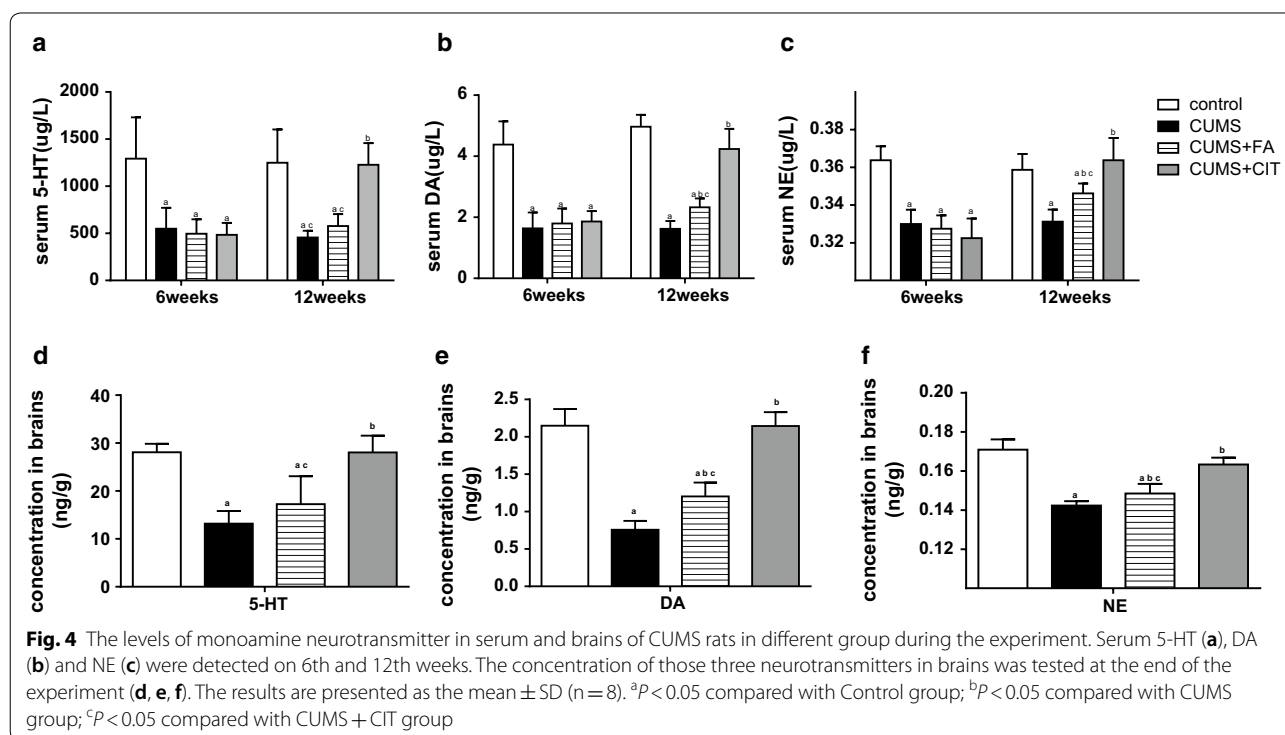 a
b
c
serum 5-HT(ug/L)
2000
1500
1000
500
0
a
a
a
a c
a c
b
6weeks
12weeks
serum DA(ug/L)
6
4
2
0
a
a
a
a
a b c
b
6weeks
12weeks
serum NE(ug/L)
0.38
0.36
0.34
0.32
a
a
a
a
a b c
b
6weeks
12weeks
control
CUMS
CUMS+FA
CUMS+CIT
d
e
f
concentration in brains
(ng/g)
40
30
20
10
0
a
a c
b
5-HT
concentration in brains
(ng/g)
2.5
2.0
1.5
1.0
0.5
0.0
a
a b c
b
DA
concentration in brains
(ng/g)
0.20
0.18
0.16
0.14
0.12
a
a b c
b
NE
Fig. 4 The levels of monoamine neurotransmitter in serum and brains of CUMS rats in different group during the experiment. Serum 5-HT (a), DA
(b) and NE (c) were detected on 6th and 12th weeks. The concentration of those three neurotransmitters in brains was tested at the end of the
experiment (d, e, f). The results are presented as the mean ± SD (n = 8). aP < 0.05 compared with Control group; bP < 0.05 compared with CUMS
group; cP < 0.05 compared with CUMS + CIT group